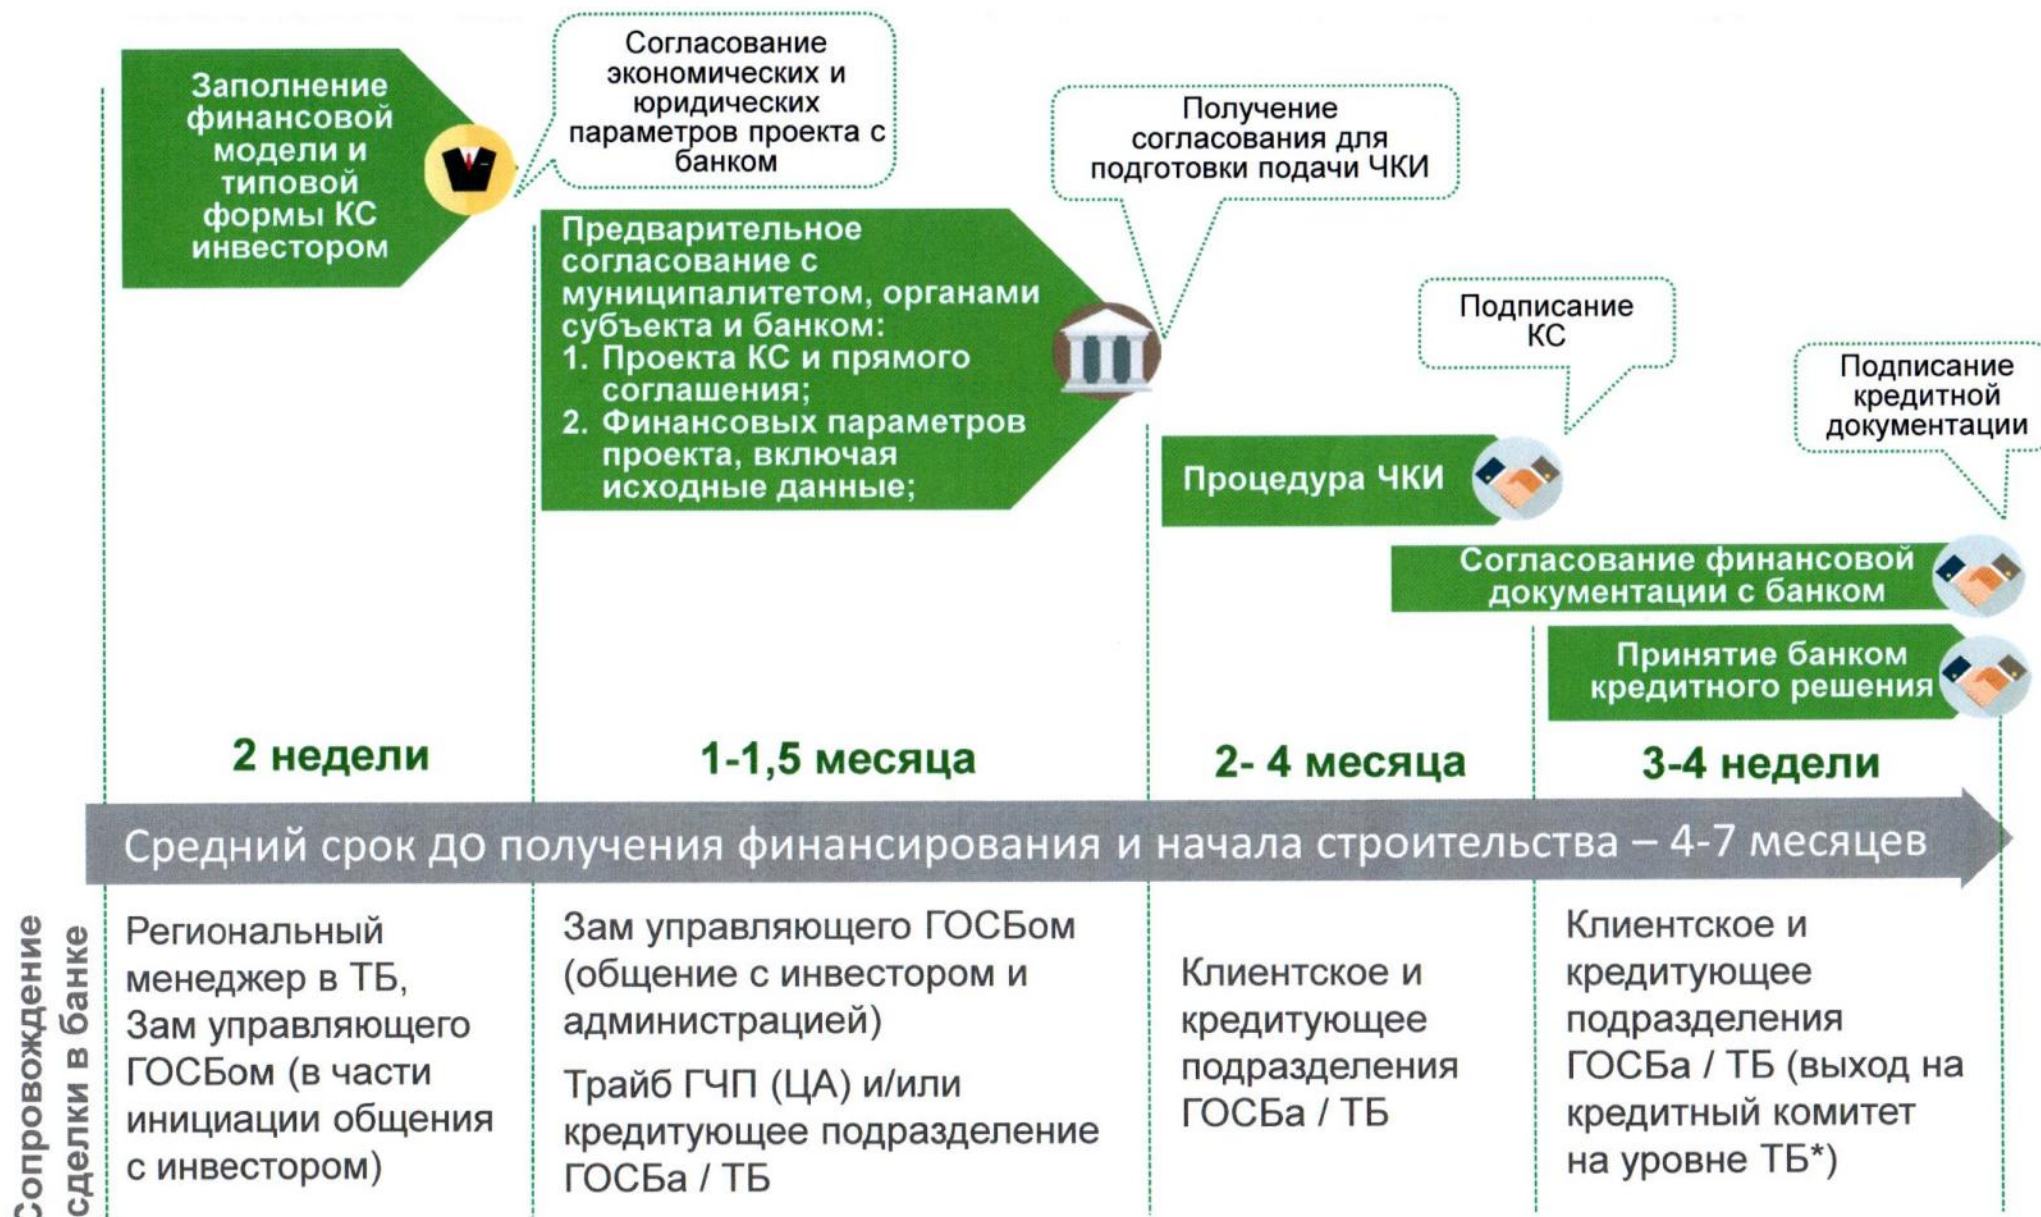 Заполнение
финансовой
модели и
типовой
формы КС
инвестором
Согласование
экономических и
юридических
параметров проекта с
банком
Предварительное
согласование с
муниципалитетом, органами
субъекта и банком:
1. Проекта КС и прямого
соглашения;
2. Финансовых параметров
проекта, включая
исходные данные;
Получение
согласования для
подготовки подачи ЧКИ
Процедура ЧКИ
Подписание
КС
Согласование финансовой
документации с банком
Подписание
кредитной
документации
Принятие банком
кредитного решения
2 недели
1-1,5 месяца
2- 4 месяца
3-4 недели
Средний срок ДО получения финансирования и начала строительства – 4-7 месяцев
Сопровождение
сделки в банке
Региональный
менеджер в ТБ,
Зам управляющего
ГОСБом (в части
инициации общения
с инвестором)
Зам управляющего ГОСБом
(общение с инвестором и
администрацией)
Трайб ГЧП (ЦА) и/или
кредитующее подразделение
ГОСБа / ТБ
Клиентское и
кредитующее
подразделения
ГОСБа / ТБ
Клиентское и
кредитующее
подразделения
ГОСБа / ТБ (выход на
кредитный комитет
на уровне ТБ*)